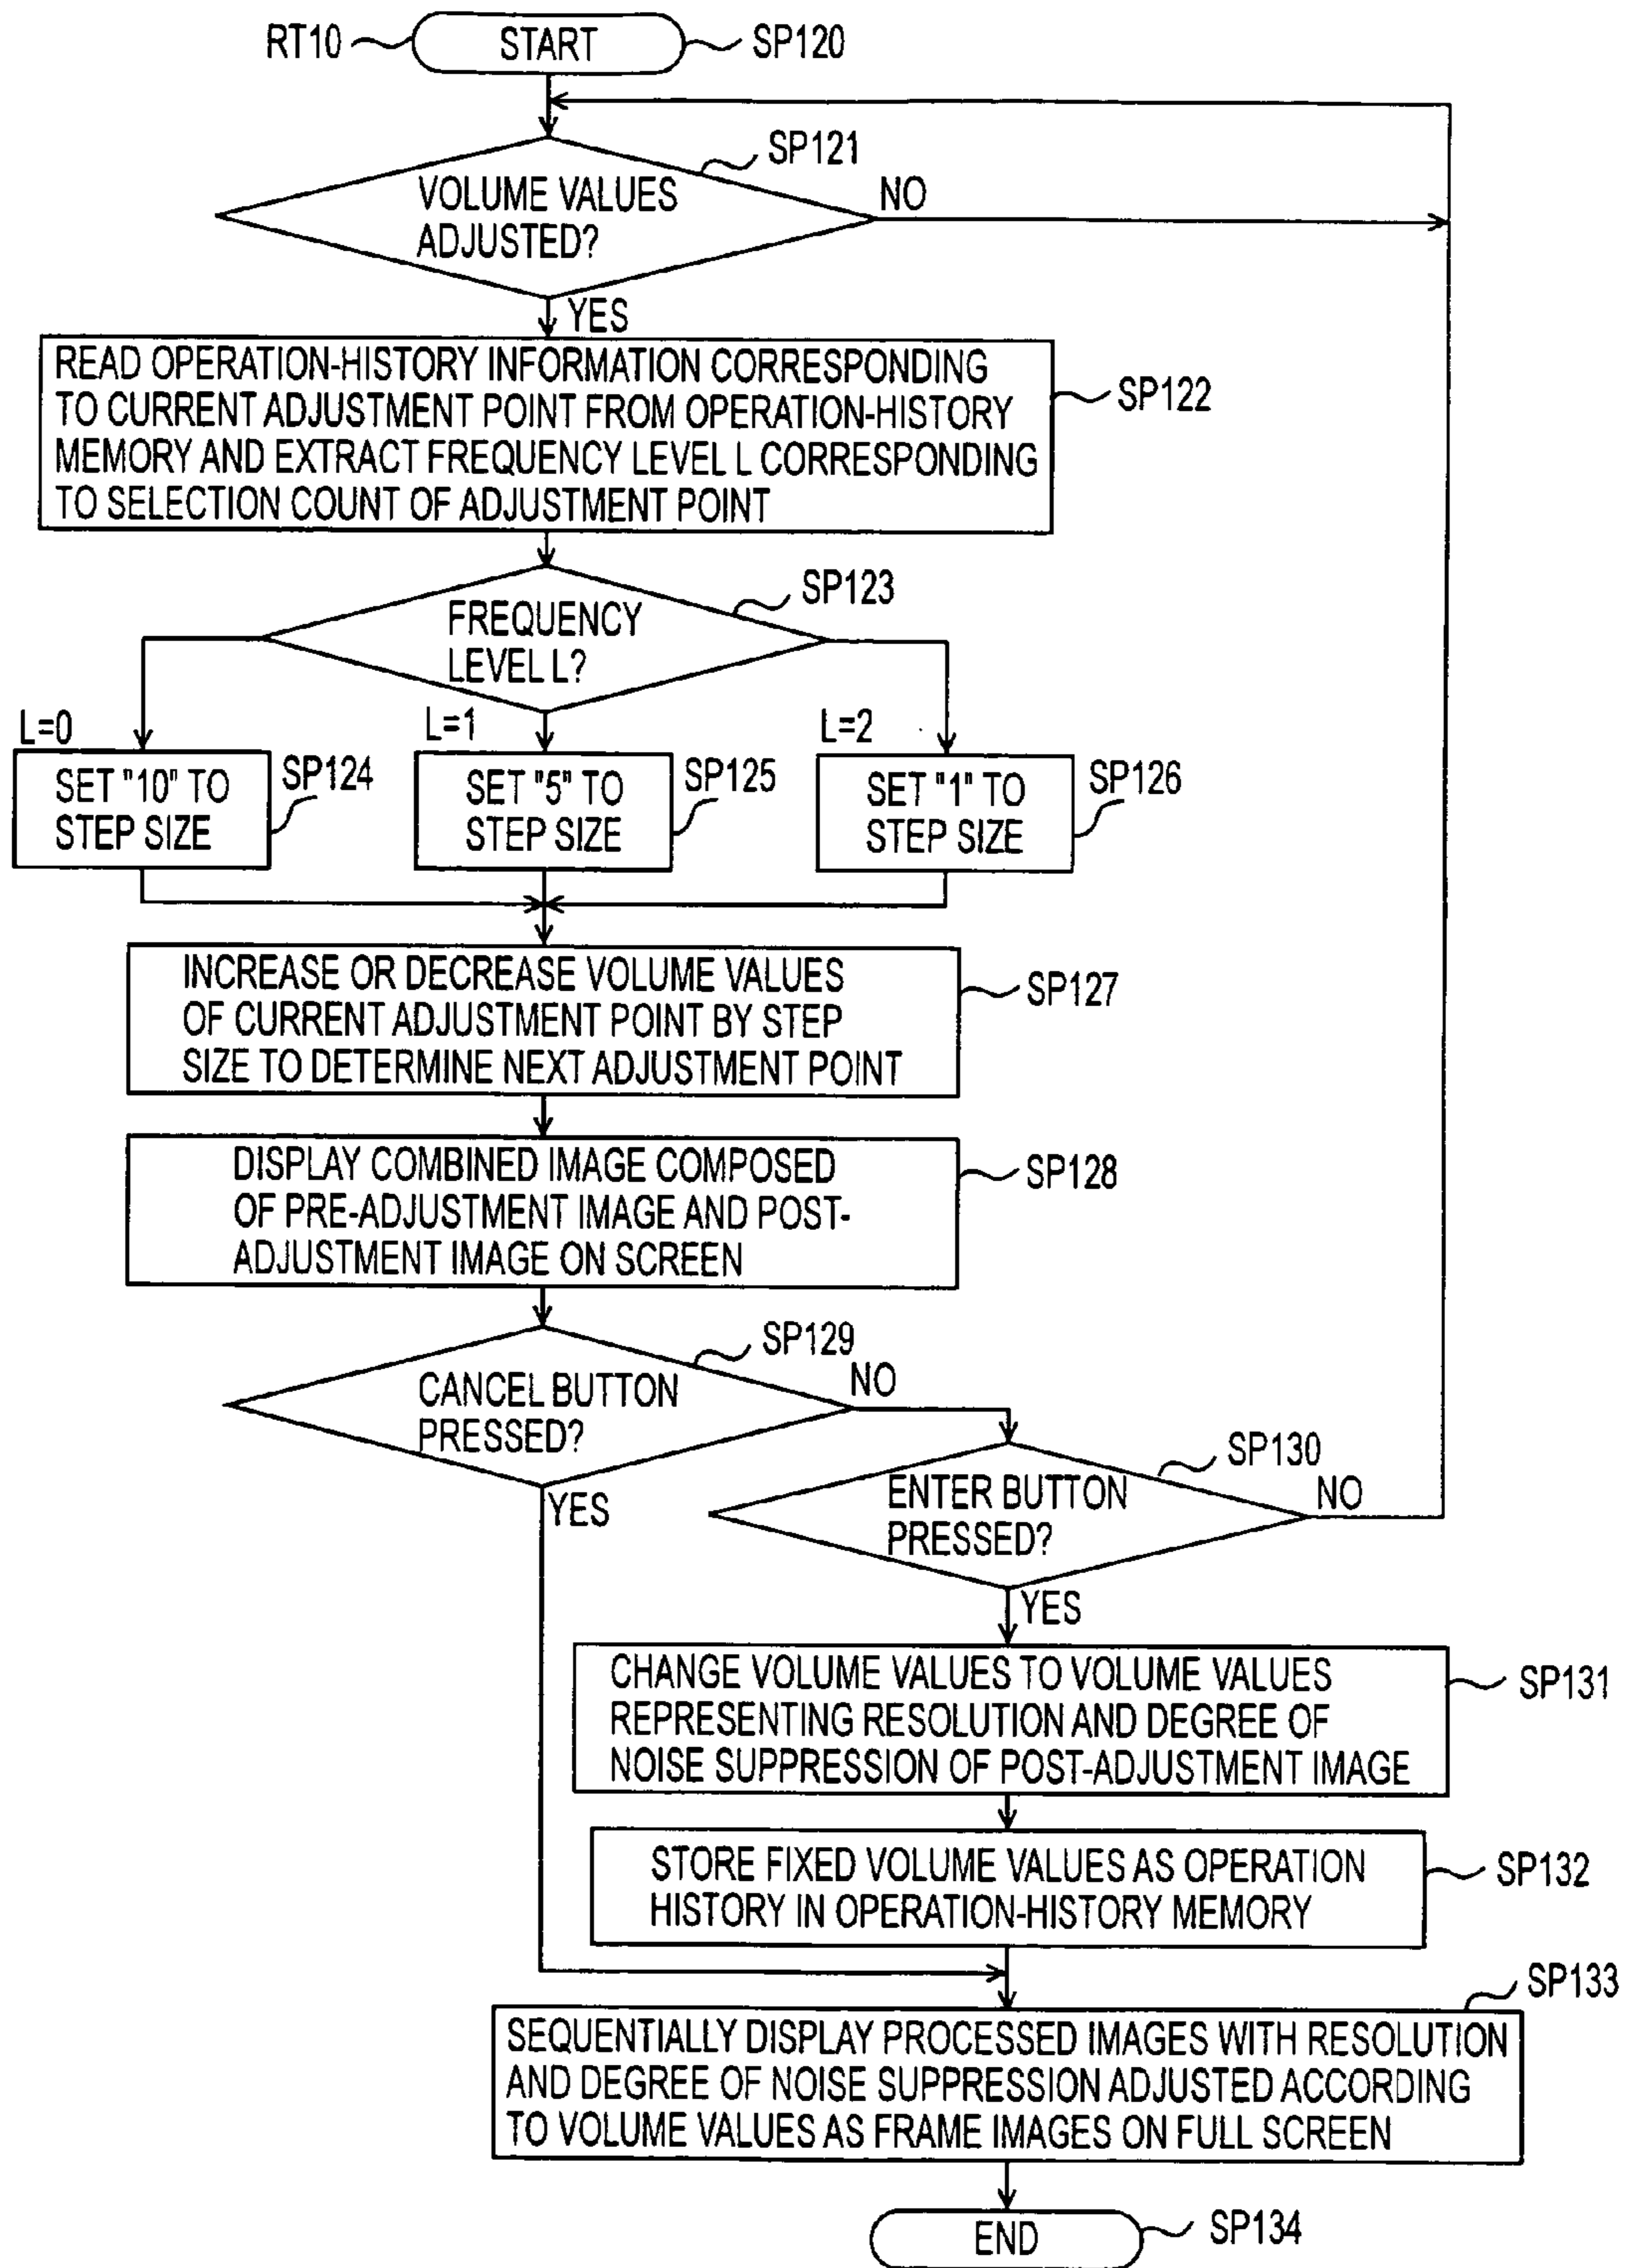 RT10
START
SP120
SP121
VOLUME VALUES
ADJUSTED?
NO
YES
READ OPERATION-HISTORY INFORMATION CORRESPONDING
TO CURRENT ADJUSTMENT POINT FROM OPERATION-HISTORY
MEMORY AND EXTRACT FREQUENCY LEVEL L CORRESPONDING
TO SELECTION COUNT OF ADJUSTMENT POINT
SP122
SP123
FREQUENCY
LEVEL L?
L=0
L=1
L=2
SET "10" TO
STEP SIZE
SP124
SET "5" TO
STEP SIZE
SP125
SET "1" TO
STEP SIZE
SP126
INCREASE OR DECREASE VOLUME VALUES
OF CURRENT ADJUSTMENT POINT BY STEP
SIZE TO DETERMINE NEXT ADJUSTMENT POINT
SP127
DISPLAY COMBINED IMAGE COMPOSED
OF PRE-ADJUSTMENT IMAGE AND POST-
ADJUSTMENT IMAGE ON SCREEN
SP128
SP129
CANCEL BUTTON
PRESSED?
NO
YES
SP130
ENTER BUTTON
PRESSED?
NO
YES
CHANGE VOLUME VALUES TO VOLUME VALUES
REPRESENTING RESOLUTION AND DEGREE OF
NOISE SUPPRESSION OF POST-ADJUSTMENT IMAGE
SP131
STORE FIXED VOLUME VALUES AS OPERATION
HISTORY IN OPERATION-HISTORY MEMORY
SP132
SP133
SEQUENTIALLY DISPLAY PROCESSED IMAGES WITH RESOLUTION
AND DEGREE OF NOISE SUPPRESSION ADJUSTED ACCORDING
TO VOLUME VALUES AS FRAME IMAGES ON FULL SCREEN
END
SP134